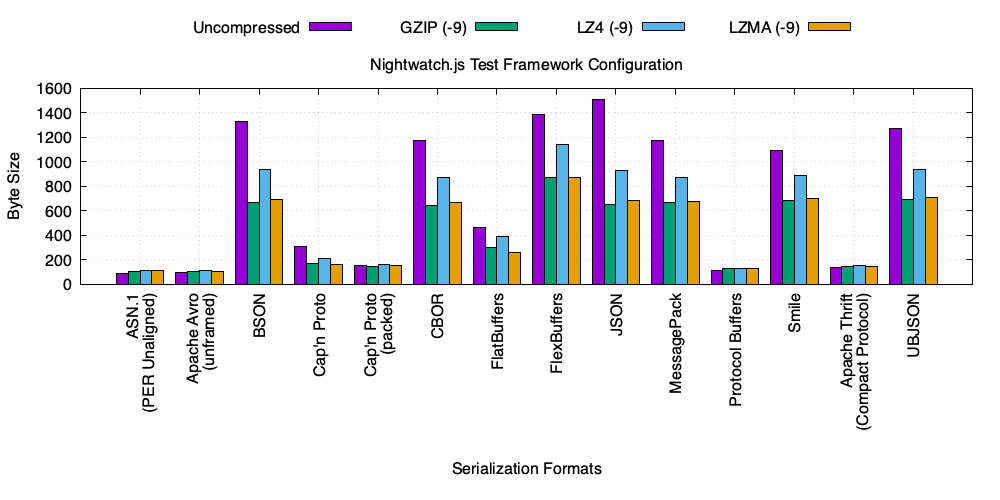 Uncompressed
GZIP (-9)
LZ4 (-9)
LZMA (-9)
Nightwatch.js Test Framework Configuration
Byte Size
1600
1400
1200
1000
800
600
400
200
0
ASN.1
(PER Unaligned)
Apache Avro
(unframed)
BSON
Cap'n Proto
Cap'n Proto
(packed)
CBOR
FlatBuffers
FlexBuffers
JSON
MessagePack
Protocol Buffers
Smile
Apache Thrift
(Compact Protocol)
UBJSON
Serialization Formats